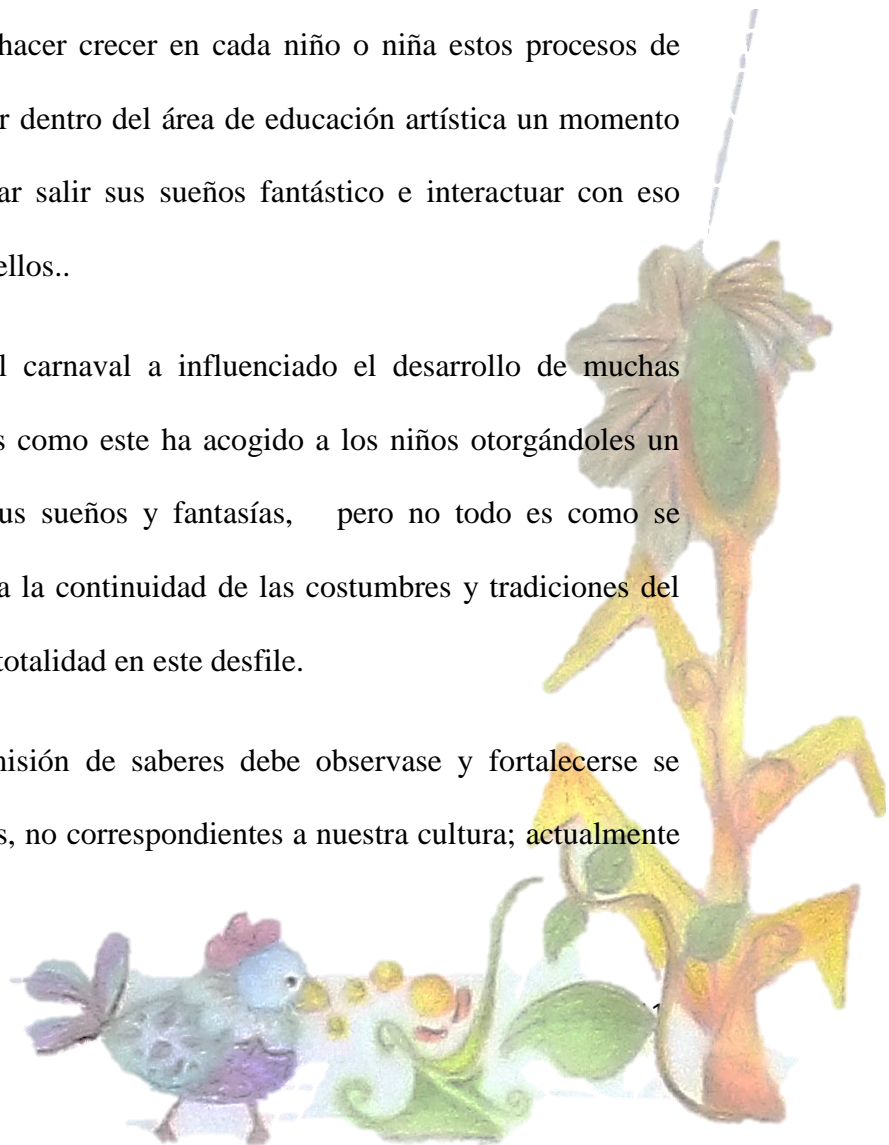 hacer crecer en cada niño o niña estos procesos de
r dentro del área de educación artística un momento
ar salir sus sueños fantástico e interactuar con eso
ellos..
l carnaval a influenciado el desarrollo de muchas
s como este ha acogido a los niños otorgándoles un
us sueños y fantasías, pero no todo es como se
a la continuidad de las costumbres y tradiciones del
totalidad en este desfile.
misión de saberes debe observase y fortalecerse se
s, no correspondientes a nuestra cultura; actualmente